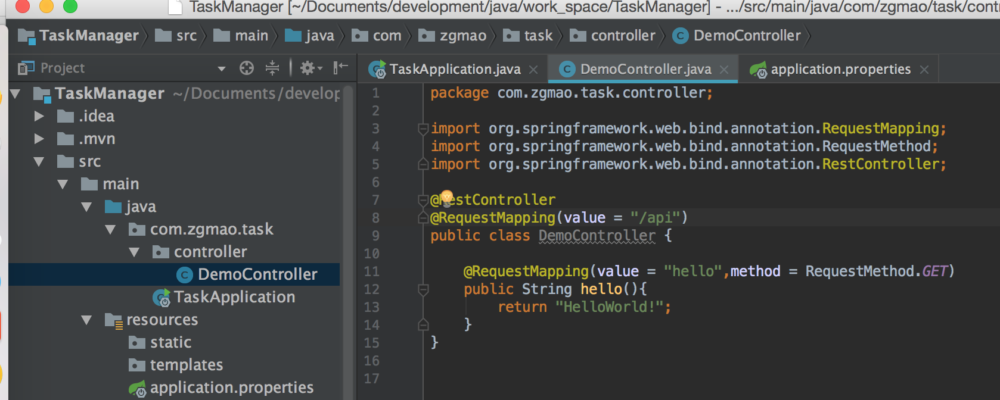 TaskManager [~/Documents/development/java/work_space/TaskManager] - .../src/main/java/com/zgmao/task/contr
TaskManager src main java com zgmao task controller DemoController
Project
TaskApplication.java DemoController.java application.properties
TaskManager ~/Documents/develop
.idea
.mvn
src
main
java
com.zgmao.task
controller
DemoController
TaskApplication
resources
static
templates
application.properties
1 package com.zgmao.task.controller;
2
3 import org.springframework.web.bind.annotation.RequestMapping;
4 import org.springframework.web.bind.annotation.RequestMethod;
5 import org.springframework.web.bind.annotation.RestController;
6
7 @RestController
8 @RequestMapping(value = "/api")
9 public class DemoController {
10
11 @RequestMapping(value = "hello",method = RequestMethod.GET)
12 public String hello(){
13 return "HelloWorld!";
14 }
15 }
16
17